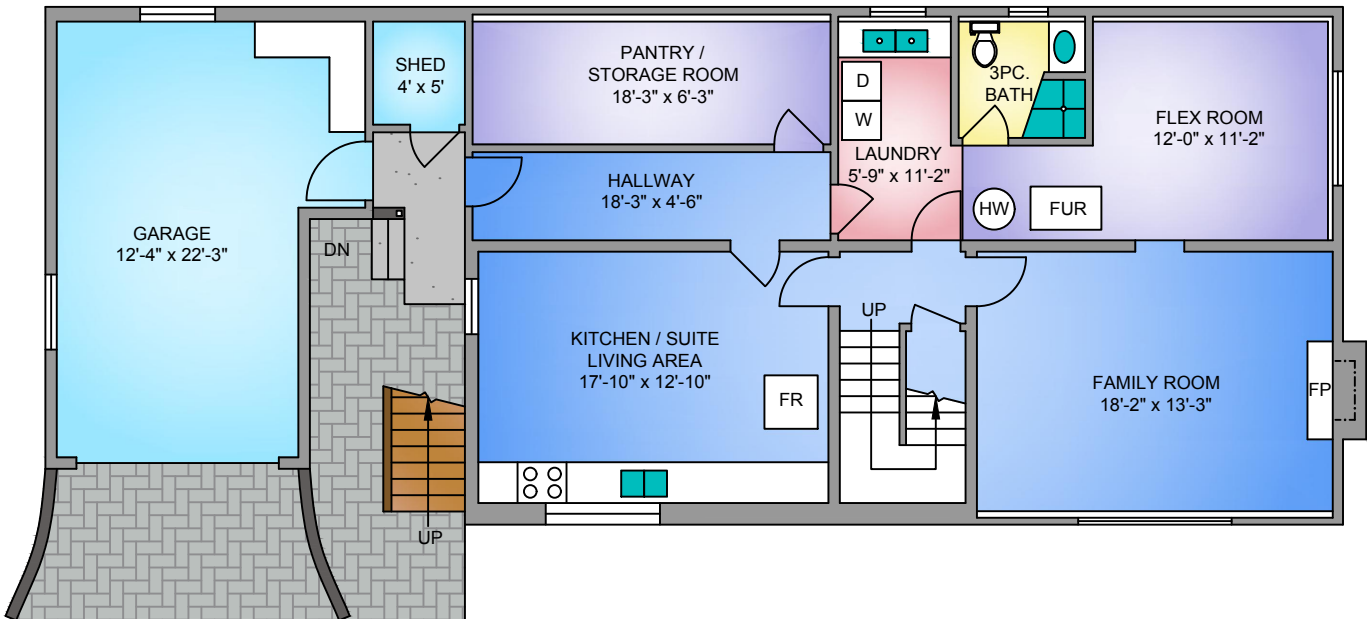 SHED
4' x 5'
PANTRY /
STORAGE ROOM
18'-3" x 6'-3"
D
W
3PC.
BATH
FLEX ROOM
12'-0" x 11'-2"
LAUNDRY
5'-9" x 11'-2"
HALLWAY
18'-3" x 4'-6"
HW
FUR
GARAGE
12'-4" x 22'-3"
DN
UP
KITCHEN / SUITE
LIVING AREA
17'-10" x 12'-10"
FR
FAMILY ROOM
18'-2" x 13'-3"
FP
UP